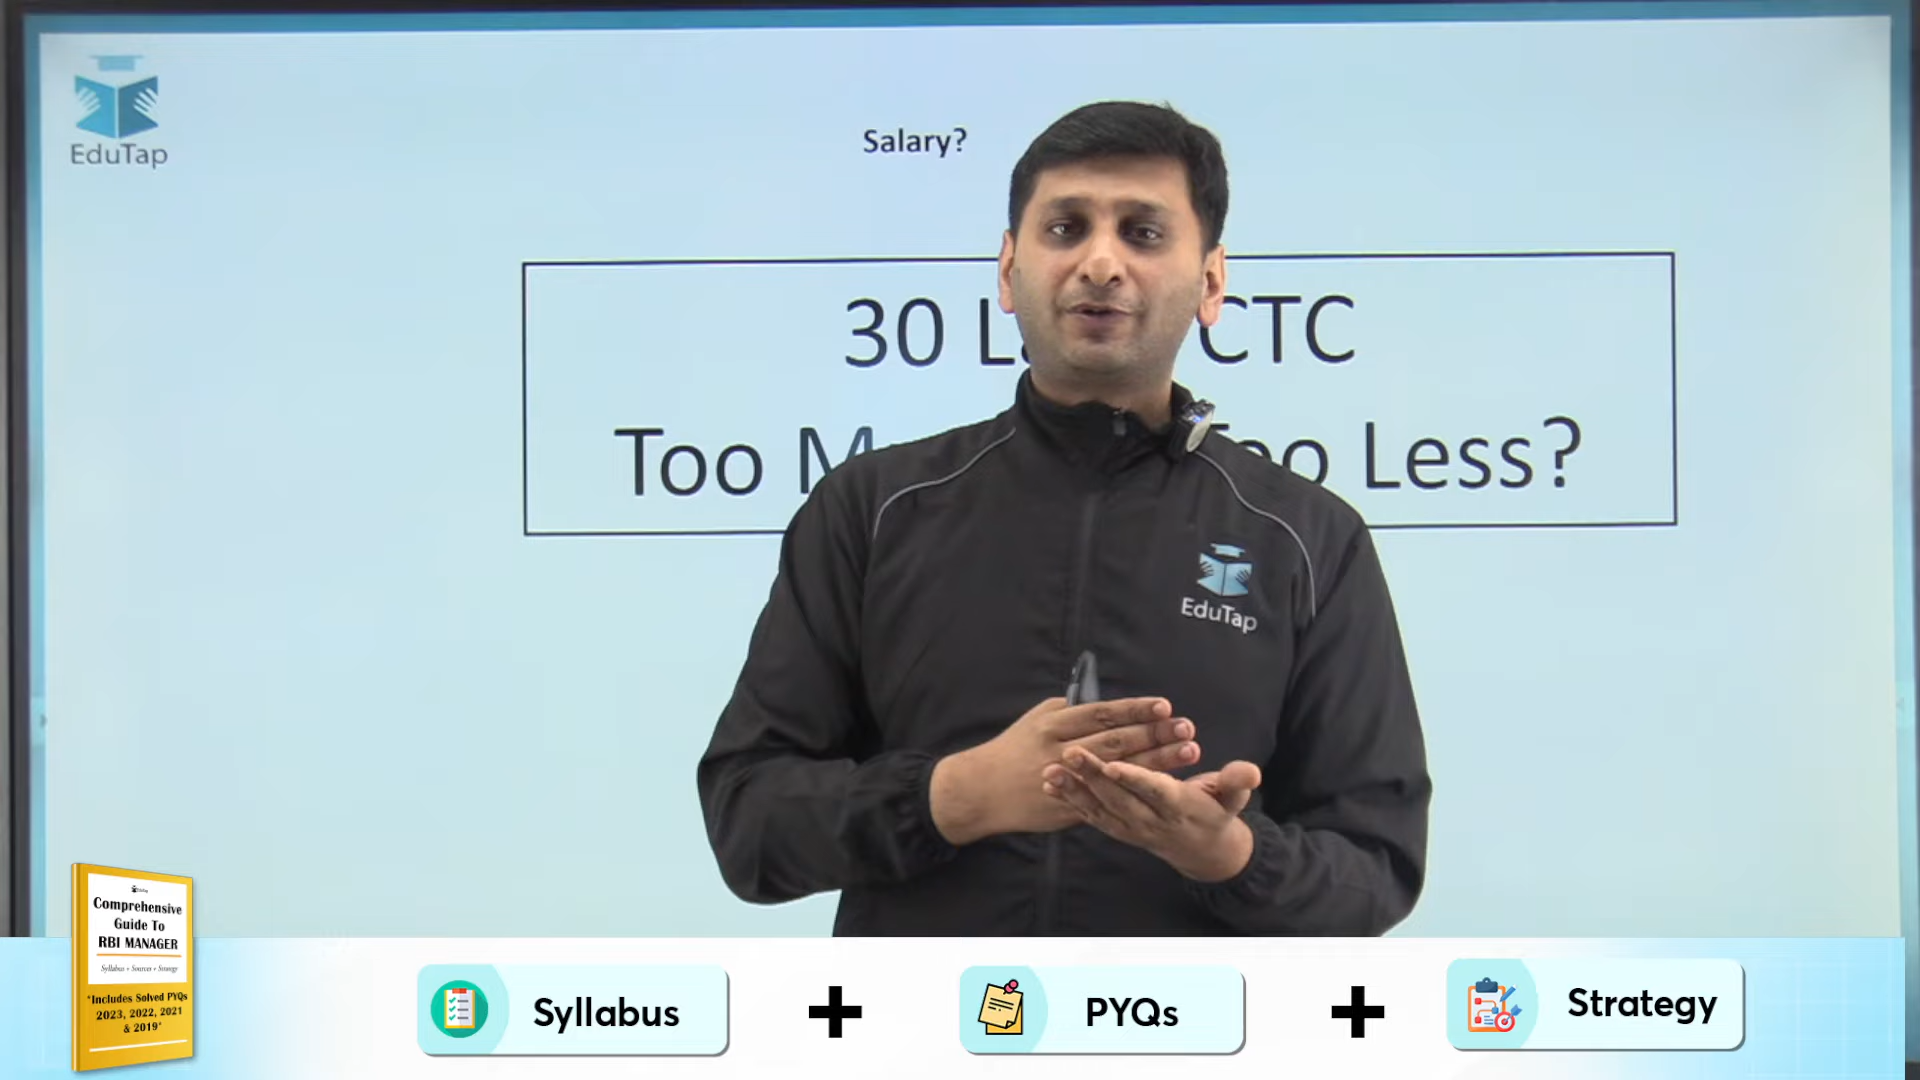 EduTap
Salary?
30 L CTC
Too M Too Less?
EduTap
Comprehensive
Guide To
RBI MANAGER
Syllabus + Sources + Strategy
*Includes Solved PYQs
2023, 2022, 2021
& 2019*
Syllabus + PYQs + Strategy